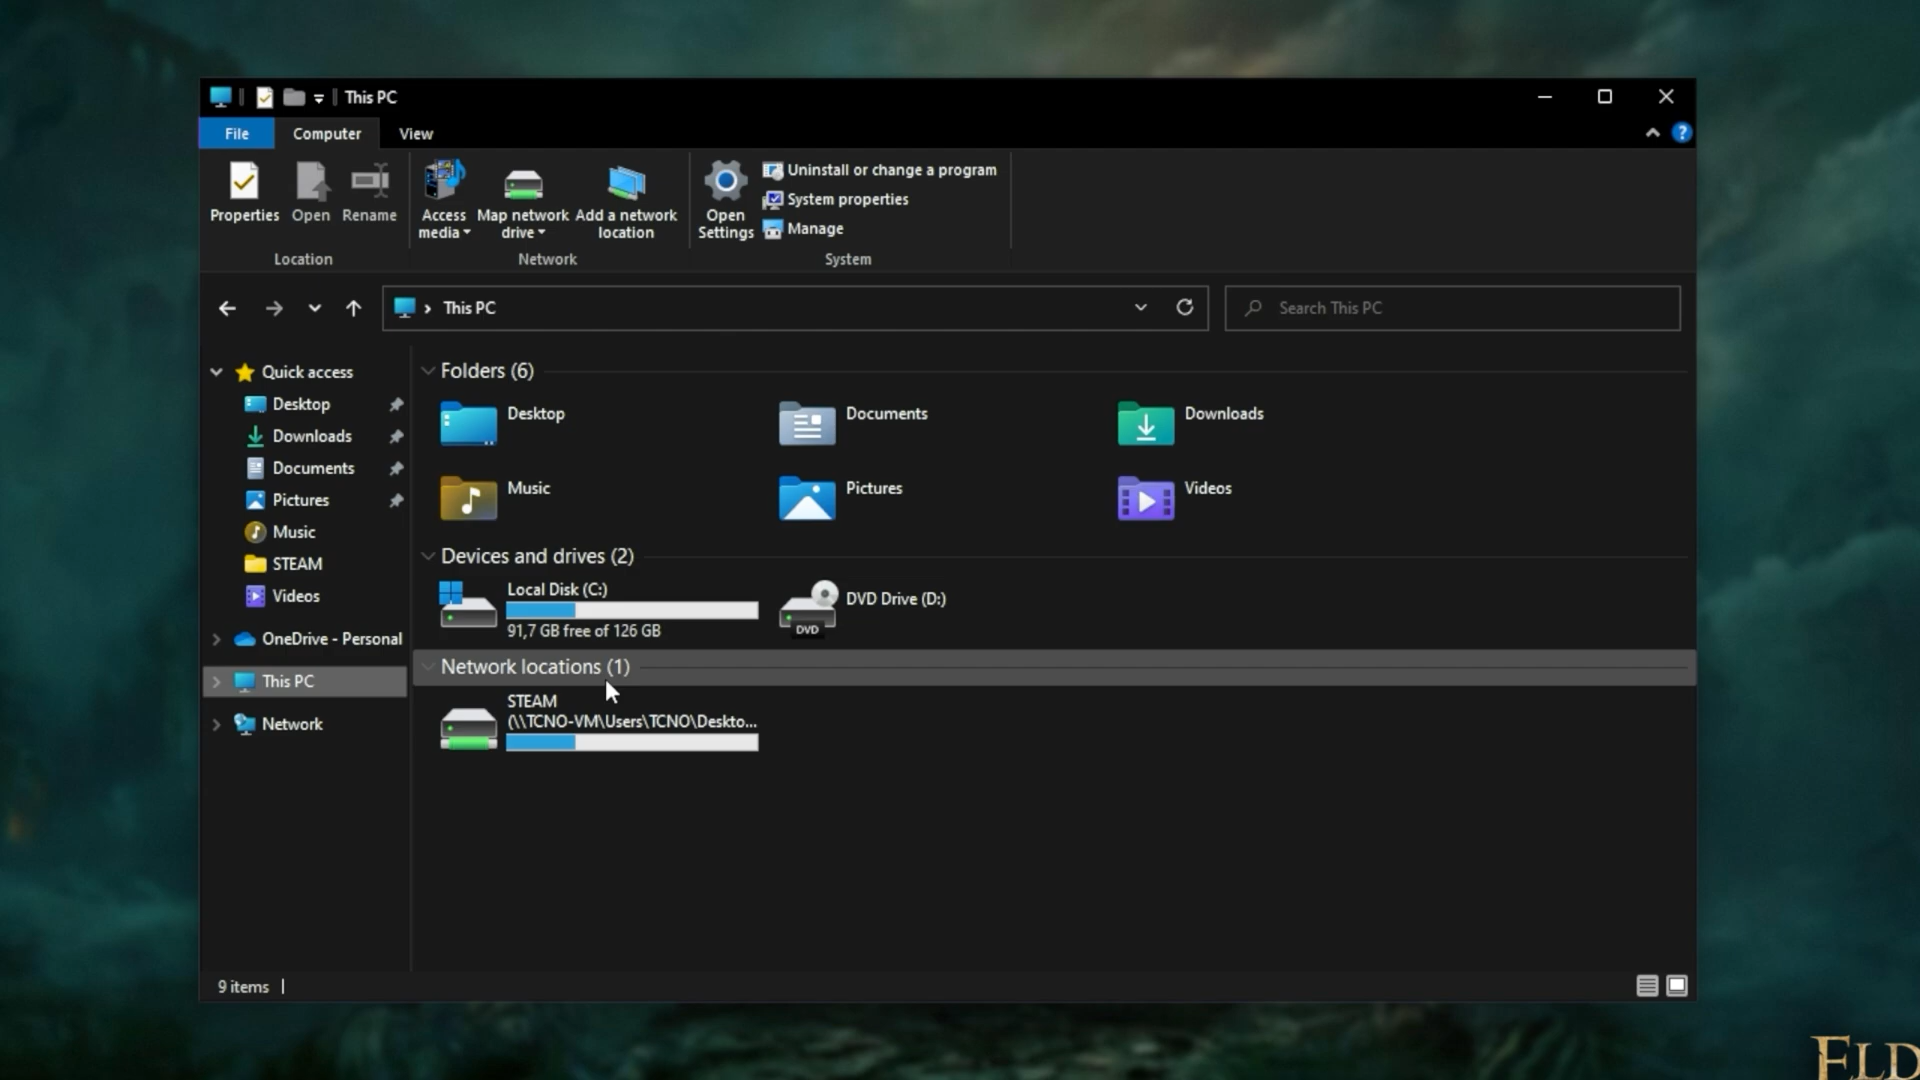 This PC
File
Computer
View
?
Properties
Open
Rename
Access media
Map network drive
Add a network location
Open Settings
Uninstall or change a program
System properties
Manage
Location
Network
System
This PC
Search This PC
Quick access
Desktop
Downloads
Documents
Pictures
Music
STEAM
Videos
OneDrive - Personal
This PC
Network
Folders (6)
Desktop
Documents
Downloads
Music
Pictures
Videos
Devices and drives (2)
Local Disk (C:)
91,7 GB free of 126 GB
DVD
DVD Drive (D:)
Network locations (1)
STEAM
(\\TCNO-VM\Users\TCNO\Deskto...
9 items
ELD